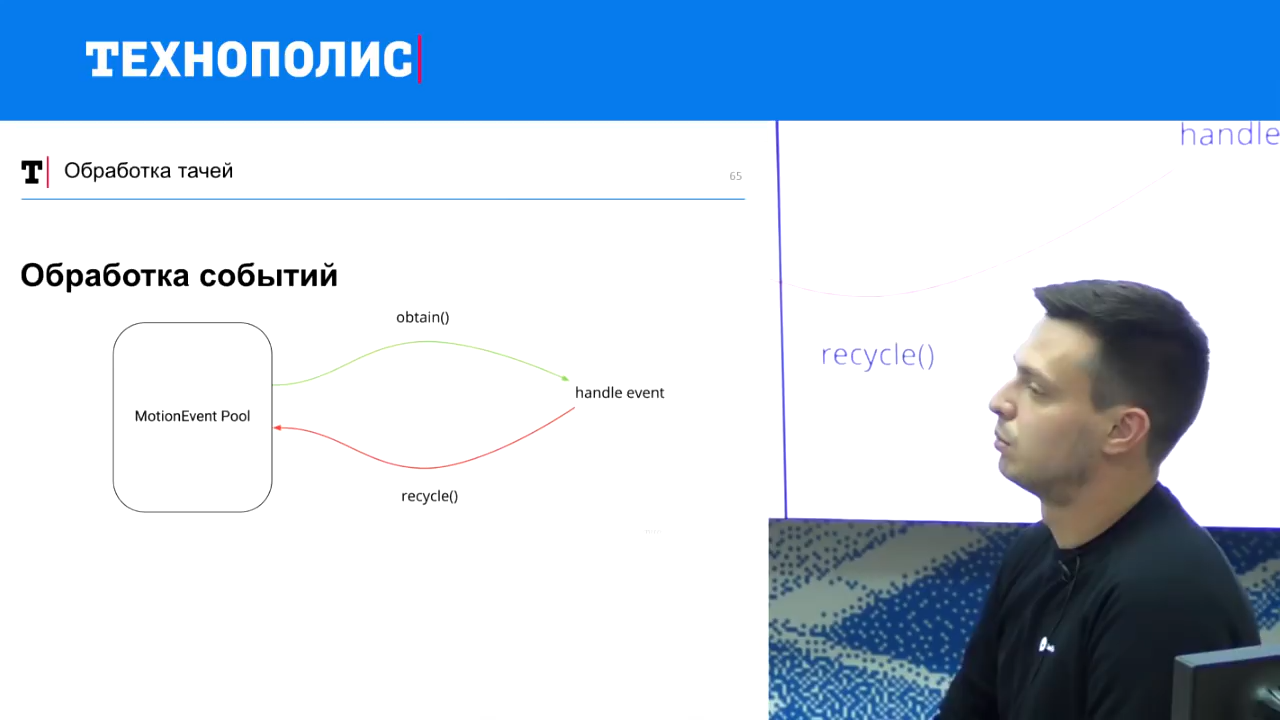 ТЕХНОПОЛИС
Т Обработка тачей
65
Обработка событий
obtain()
MotionEvent Pool
handle event
recycle()
handle
recycle()